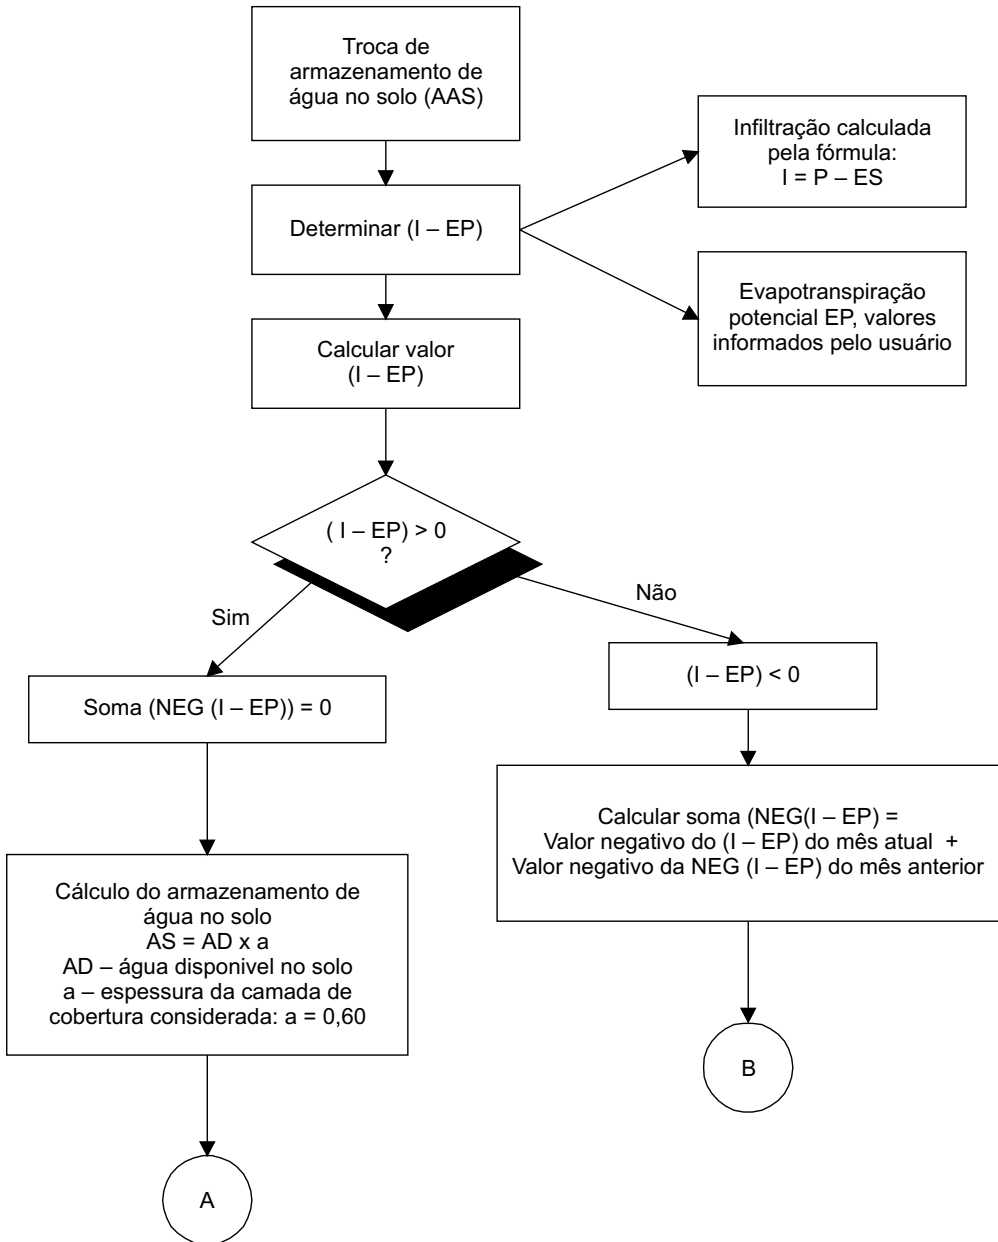 Troca de
armazenamento de
água no solo (AAS)
Infiltração calculada
pela fórmula:
I = P – ES
Determinar (I – EP)
Evapotranspiração
potencial EP, valores
informados pelo usuário
Calcular valor
(I – EP)
( I – EP) > 0
?
Sim
Não
Soma (NEG (I – EP)) = 0
(I – EP) < 0
Calcular soma (NEG(I – EP) =
Valor negativo do (I – EP) do mês atual +
Valor negativo da NEG (I – EP) do mês anterior
Cálculo do armazenamento de
água no solo
AS = AD x a
AD – água disponivel no solo
a – espessura da camada de
cobertura considerada: a = 0,60
B
A